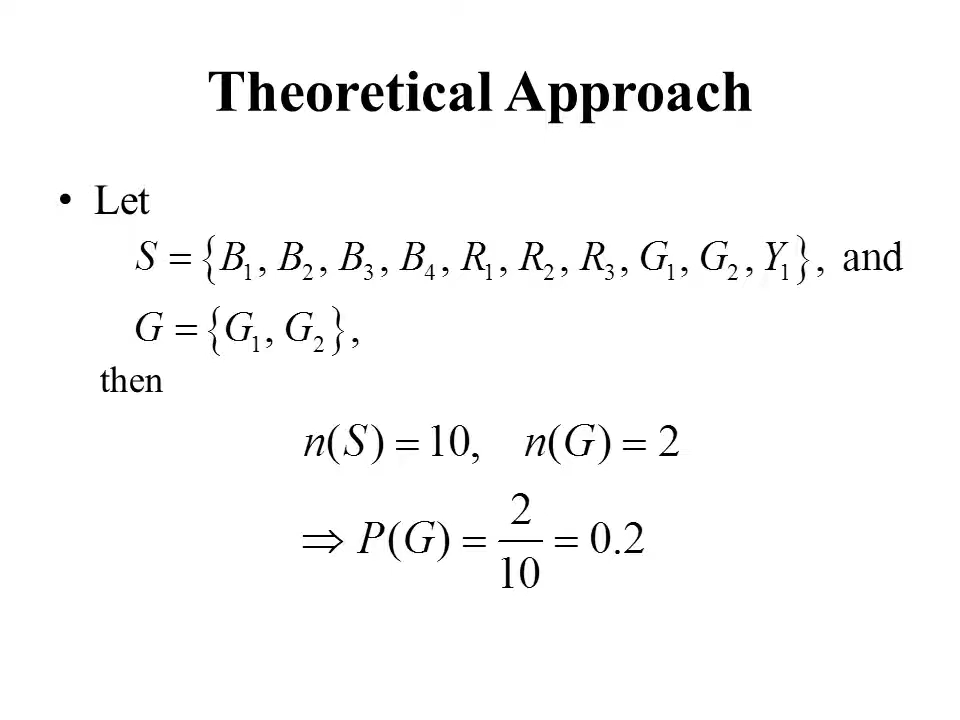 Theoretical Approach
• Let
S = {B₁, B₂, B₃, B₄, R₁, R₂, R₃, G₁, G₂, Y₁}, and
G = {G₁, G₂},
then
n(S) = 10, n(G) = 2
⇒ P(G) = 2/10 = 0.2